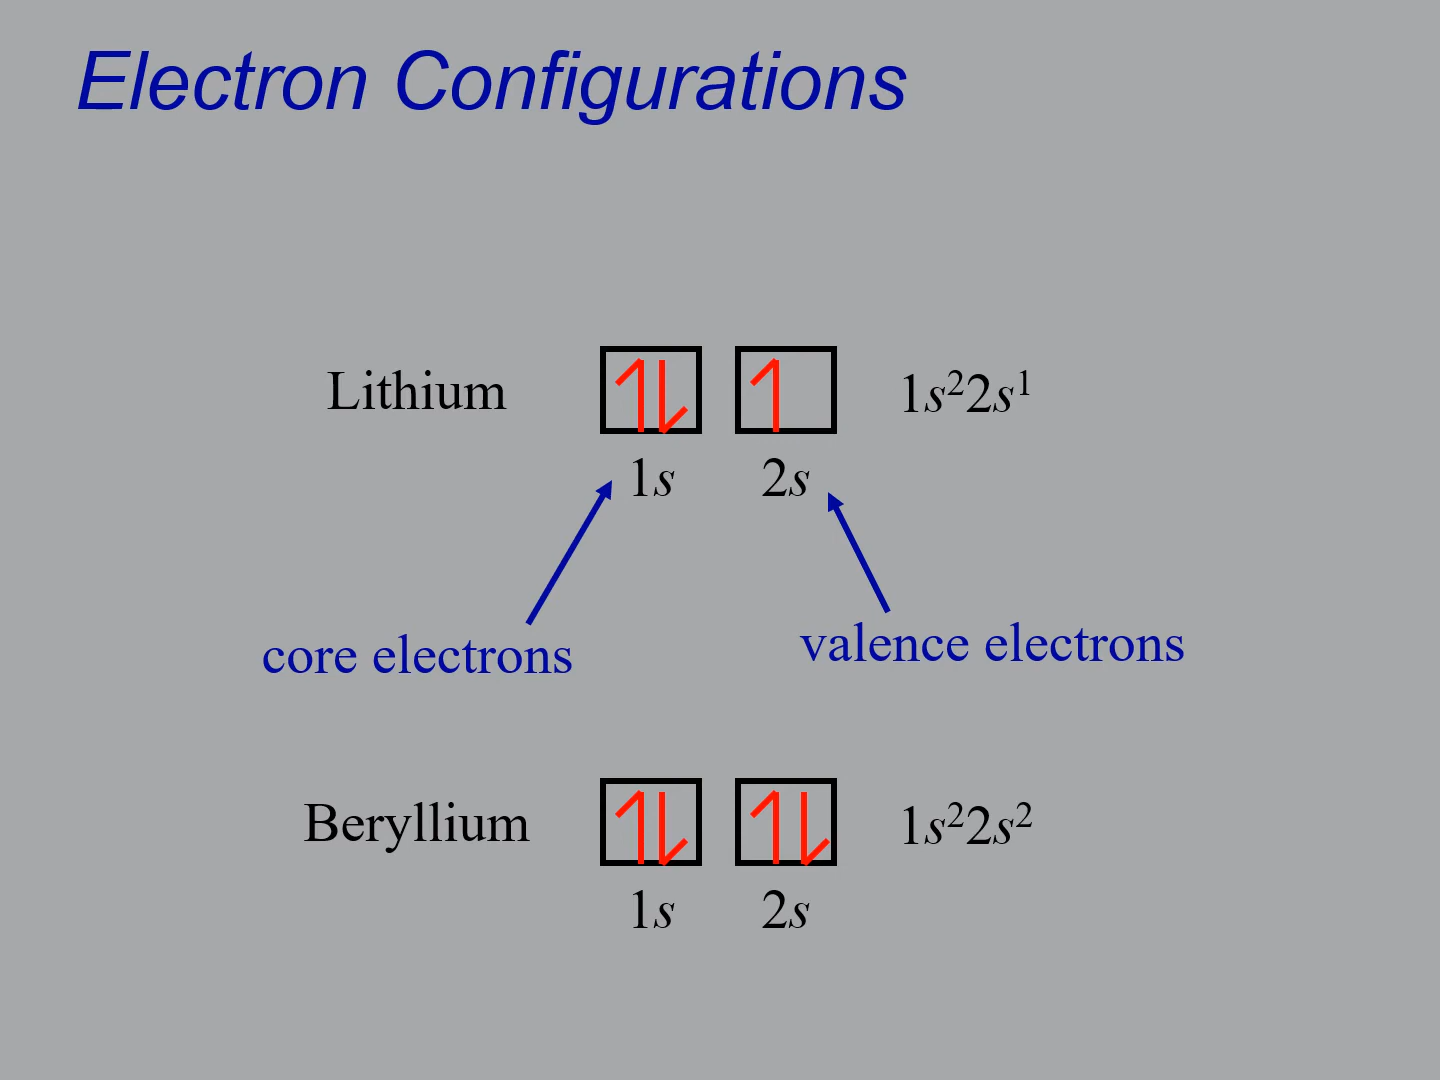 Electron Configurations
Lithium 1s²2s¹
1s 2s
core electrons valence electrons
Beryllium 1s²2s²
1s 2s